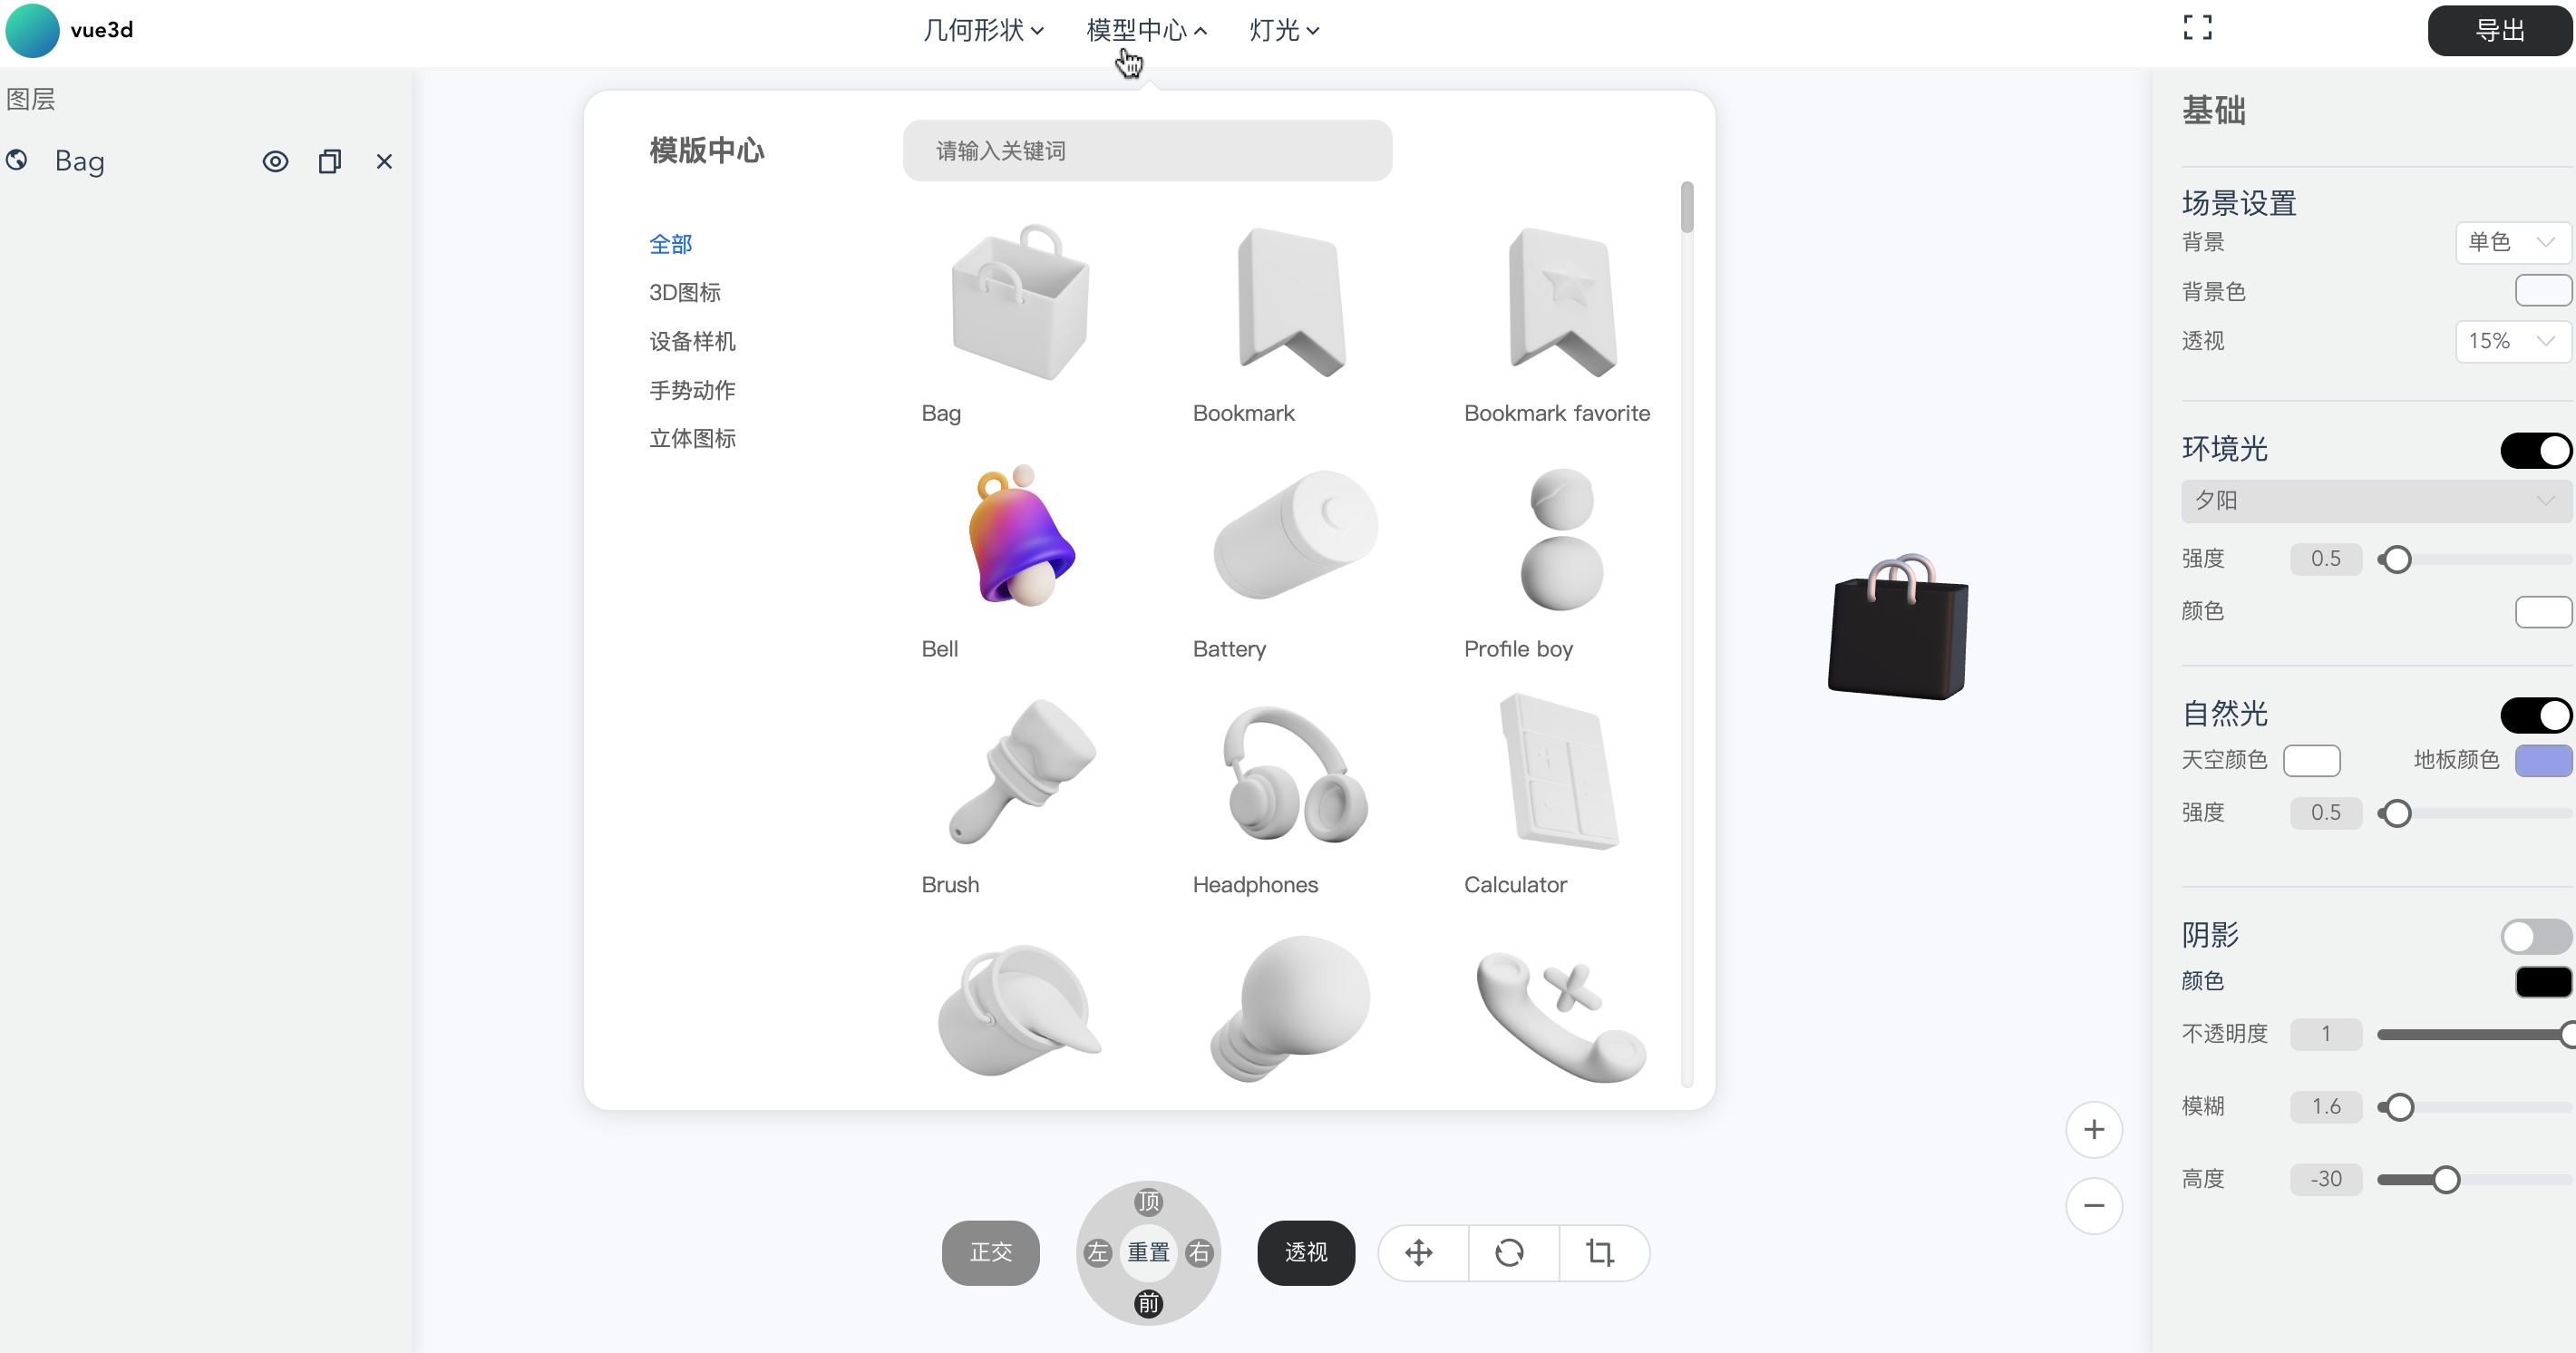 vue3d
几何形状
模型中心
灯光
导出
图层
Bag
模版中心
请输入关键词
全部
3D图标
设备样机
手势动作
立体图标
Bag
Bookmark
Bookmark favorite
Bell
Battery
Profile boy
Brush
Headphones
Calculator
正交
顶
左
重置
右
前
透视
基础
场景设置
背景
单色
背景色
透视
15%
环境光
夕阳
强度
0.5
颜色
自然光
天空颜色
地板颜色
强度
0.5
阴影
颜色
不透明度
1
模糊
1.6
高度
-30